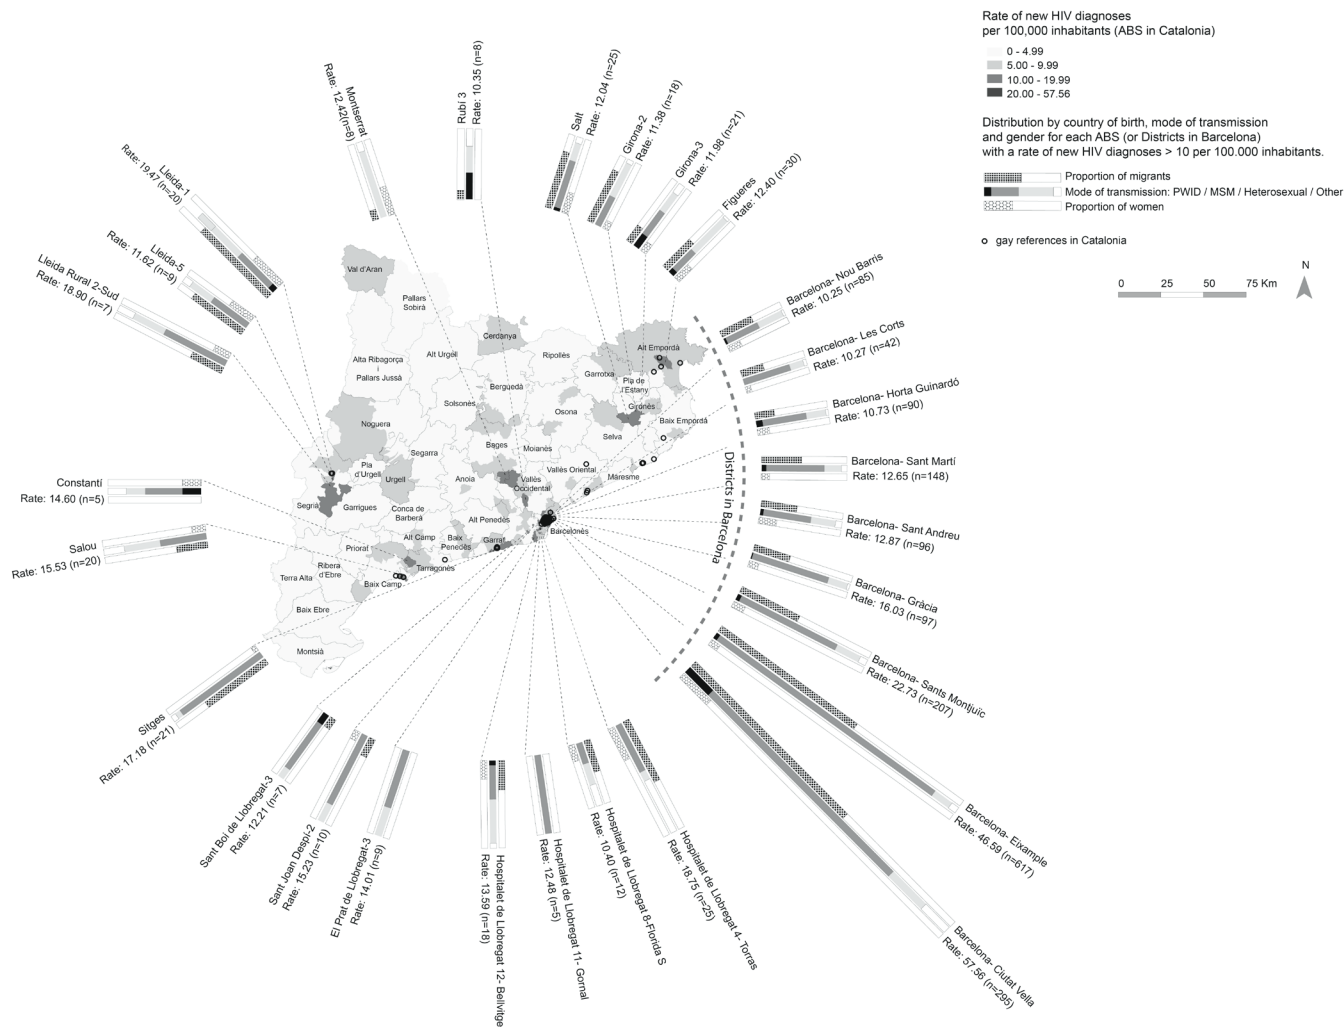 Rate of new HIV diagnoses
per 100,000 inhabitants (ABS in Catalonia)
0 - 4.99
5.00 - 9.99
10.00 - 19.99
20.00 - 57.56
Distribution by country of birth, mode of transmission
and gender for each ABS (or Districts in Barcelona)
with a rate of new HIV diagnoses > 10 per 100.000 inhabitants.
Proportion of migrants
Mode of transmission: PWID / MSM / Heterosexual / Other
Proportion of women
gay references in Catalonia
N
0 25 50 75 Km
Lleida Rural 2-Sud
Rate: 18.90 (n=7)
Lleida-5
Rate: 11.62 (n=9)
Lleida-1
Rate: 19.47 (n=20)
Montserrat
Rate: 12.42(n=8)
Rubí 3
Rate: 10.35 (n=8)
Salt
Rate: 12.04 (n=25)
Girona-2
Rate: 11.38 (n=18)
Girona-3
Rate: 11.98 (n=21)
Figueres
Rate: 12.40 (n=30)
Barcelona- Nou Barris
Rate: 10.25 (n=85)
Barcelona- Les Corts
Rate: 10.27 (n=42)
Barcelona- Horta Guinardó
Rate: 10.73 (n=90)
Barcelona- Sant Martí
Rate: 12.65 (n=148)
Barcelona- Sant Andreu
Rate: 12.87 (n=96)
Barcelona- Gràcia
Rate: 16.03 (n=97)
Barcelona- Sants Montjuïc
Rate: 22.73 (n=207)
Barcelona- Eixample
Rate: 46.59 (n=617)
Barcelona- Ciutat Vella
Rate: 57.56 (n=295)
Districts in Barcelona
Hospitalet de Llobregat 4- Torras
Rate: 18.75 (n=25)
Hospitalet de Llobregat 8-Florida S
Rate: 10.40 (n=12)
Hospitalet de Llobregat 11- Gornal
Rate: 12.48 (n=5)
Hospitalet de Llobregat 12- Bellvitge
Rate: 13.59 (n=18)
El Prat de Llobregat-3
Rate: 14.01 (n=9)
Sant Joan Despí-2
Rate: 15.23 (n=10)
Sant Boi de Llobregat-3
Rate: 12.21 (n=7)
Sitges
Rate: 17.18 (n=21)
Salou
Rate: 15.53 (n=20)
Constantí
Rate: 14.60 (n=5)
Val d'Aran
Pallars
Sobirà
Alta Ribagorça
i
Pallars Jussà
Alt Urgell
Cerdanya
Berguedà
Ripollès
Garrotxa
Alt Empordà
Pla de
l'Estany
Gironès
Baix Empordà
Solsonès
Osona
Selva
Noguera
Segarra
Bages
Moianès
Vallès Oriental
Maresme
Pla
d'Urgell
Urgell
Anoia
Vallès
Occidental
Segrià
Garrigues
Conca de
Barberà
Alt Penedès
Barcelonès
Alt Camp
Baix
Penedès
Garraf
Prioraf
Tarragonès
Ribera
d'Ebre
Terra Alta
Baix Camp
Baix Ebre
Montsià